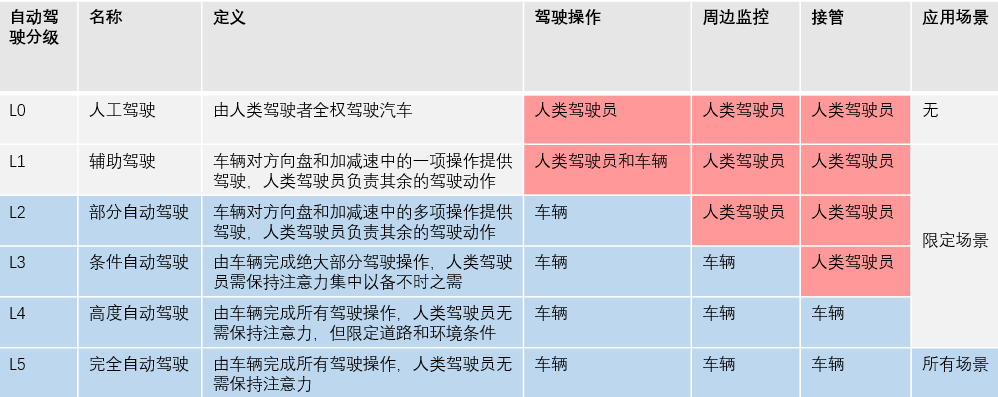 自动驾
驶分级
名称
定义
驾驶操作
周边监控
接管
应用场景
L0
人工驾驶
由人类驾驶者全权驾驶汽车
人类驾驶员
人类驾驶员
人类驾驶员
无
L1
辅助驾驶
车辆对方向盘和加减速中的一项操作提供
驾驶，人类驾驶员负责其余的驾驶动作
人类驾驶员和车辆
人类驾驶员
人类驾驶员
限定场景
L2
部分自动驾驶
车辆对方向盘和加减速中的多项操作提供
驾驶，人类驾驶员负责其余的驾驶动作
车辆
人类驾驶员
人类驾驶员
L3
条件自动驾驶
由车辆完成绝大部分驾驶操作，人类驾驶
员需保持注意力集中以备不时之需
车辆
车辆
人类驾驶员
L4
高度自动驾驶
由车辆完成所有驾驶操作，人类驾驶员无
需保持注意力，但限定道路和环境条件
车辆
车辆
车辆
L5
完全自动驾驶
由车辆完成所有驾驶操作，人类驾驶员无
需保持注意力
车辆
车辆
车辆
所有场景